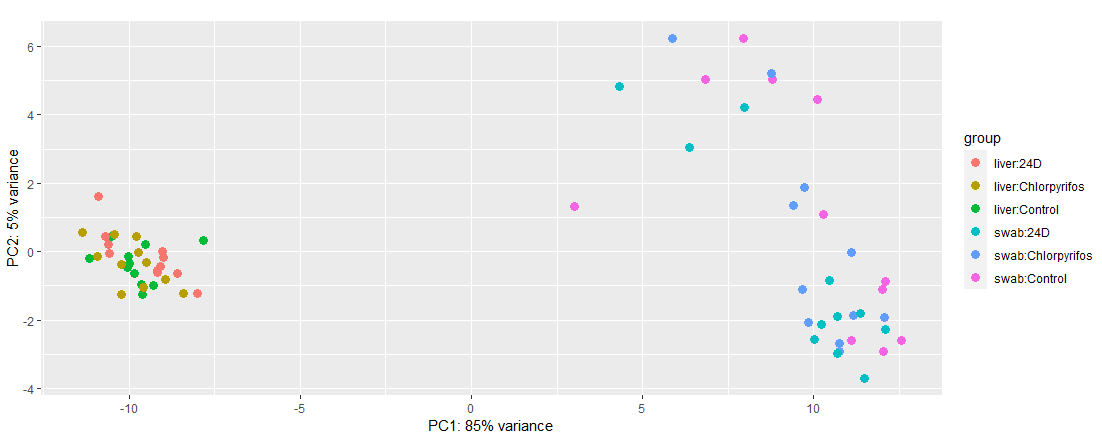 PC2: 5% variance
6
4
2
0
-2
-4
-10
-5
0
5
10
PC1: 85% variance
group
liver:24D
liver:Chlorpyrifos
liver:Control
swab:24D
swab:Chlorpyrifos
swab:Control